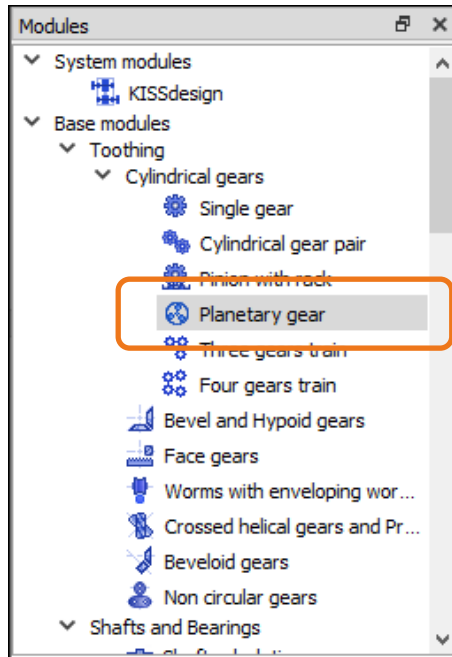 Modules
System modules
KISSdesign
Base modules
Toothing
Cylindrical gears
Single gear
Cylindrical gear pair
Pinion with rack
Planetary gear
Three gears train
Four gears train
Bevel and Hypoid gears
Face gears
Worms with enveloping wor...
Crossed helical gears and Pr...
Beveloid gears
Non circular gears
Shafts and Bearings